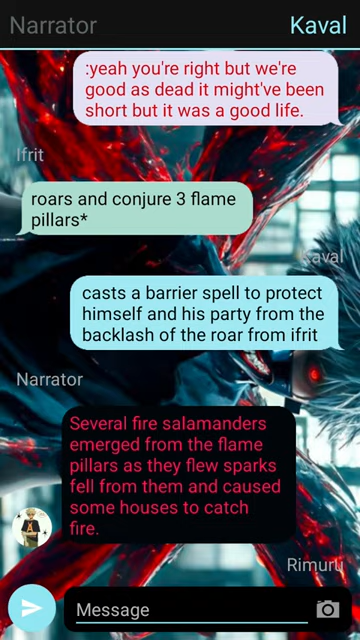 Narrator Kaval
:yeah you're right but we're
good as dead it might've been
short but it was a good life.
Ifrit
roars and conjure 3 flame
pillars*
Kaval
casts a barrier spell to protect
himself and his party from the
backlash of the roar from ifrit
Narrator
Several fire salamanders
emerged from the flame
pillars as they flew sparks
fell from them and caused
some houses to catch
fire.
Rimuru
Message